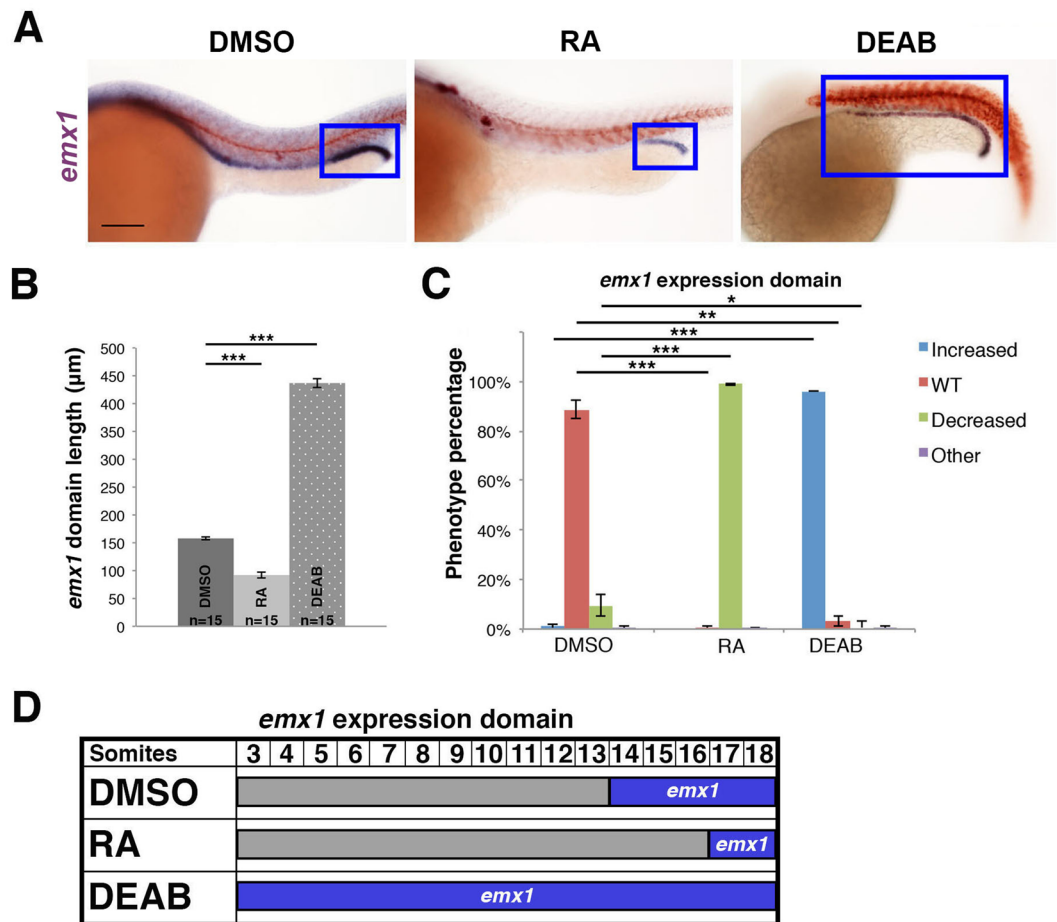 A
DMSO RA DEAB
emx1
B
emx1 domain length (µm)
500
450
400
350
300
250
200
150
100
50
0
*** 
***
DMSO RA DEAB
n=15 n=15 n=15
C
emx1 expression domain
*
**
***
***
***
Phenotype percentage
100%
80%
60%
40%
20%
0%
DMSO RA DEAB
Increased
WT
Decreased
Other
D
emx1 expression domain
Somites 3 4 5 6 7 8 9 10 11 12 13 14 15 16 17 18
DMSO emx1
RA emx1
DEAB emx1